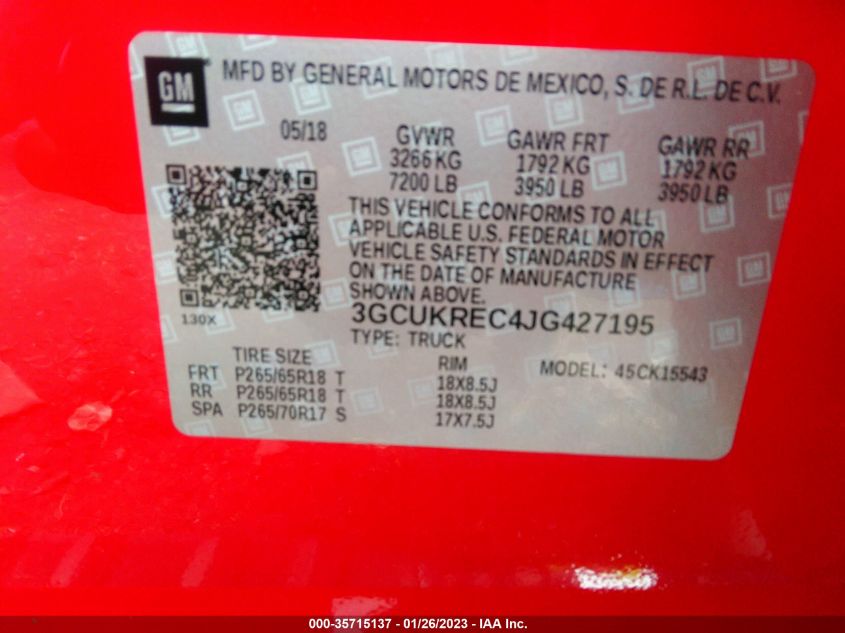 GM MFD BY GENERAL MOTORS DE MEXICO, S. DE R.L. DE C.V.
05/18 GVWR GAWR FRT GAWR RR
3266 KG 1792 KG 1792 KG
7200 LB 3950 LB 3950 LB
THIS VEHICLE CONFORMS TO ALL
APPLICABLE U.S. FEDERAL MOTOR
VEHICLE SAFETY STANDARDS IN EFFECT
ON THE DATE OF MANUFACTURE
SHOWN ABOVE.
130X 3GCUKREC4JG427195
TYPE: TRUCK
TIRE SIZE RIM MODEL: 45CK15543
FRT P265/65R18 T 18X8.5J
RR P265/65R18 T 18X8.5J
SPA P265/70R17 S 17X7.5J
000-35715137 - 01/26/2023 - IAA Inc.